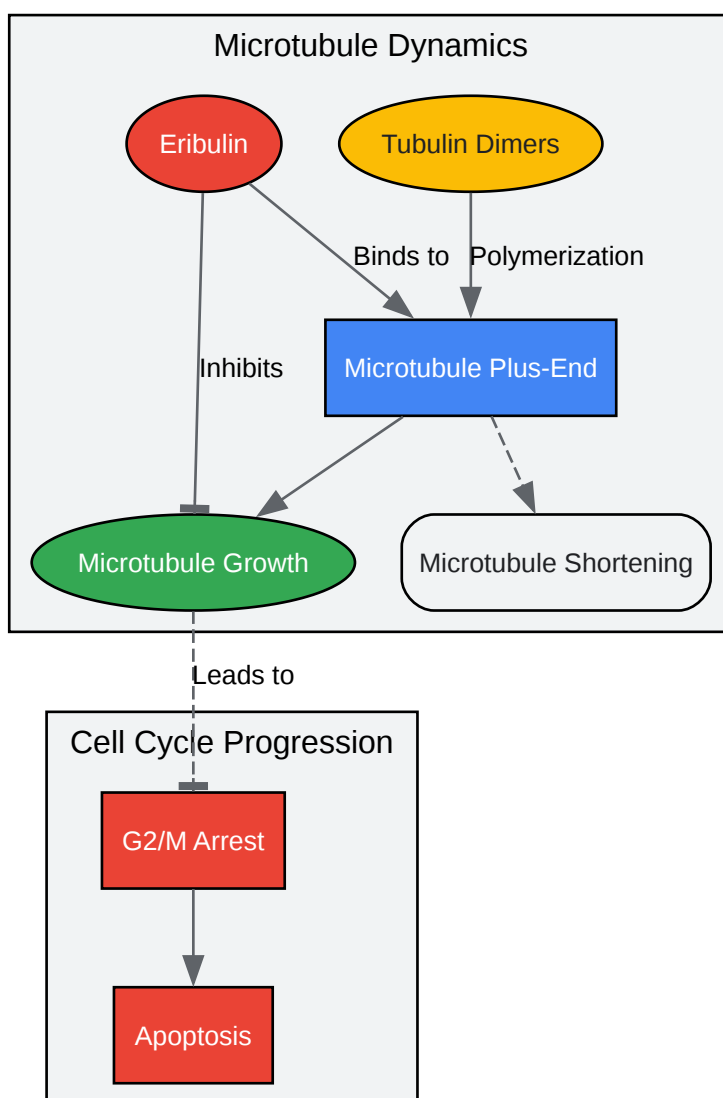 Microtubule Dynamics
Eribulin
Tubulin Dimers
Binds to
Polymerization
Inhibits
Microtubule Plus-End
Microtubule Growth
Microtubule Shortening
Leads to
Cell Cycle Progression
G2/M Arrest
Apoptosis